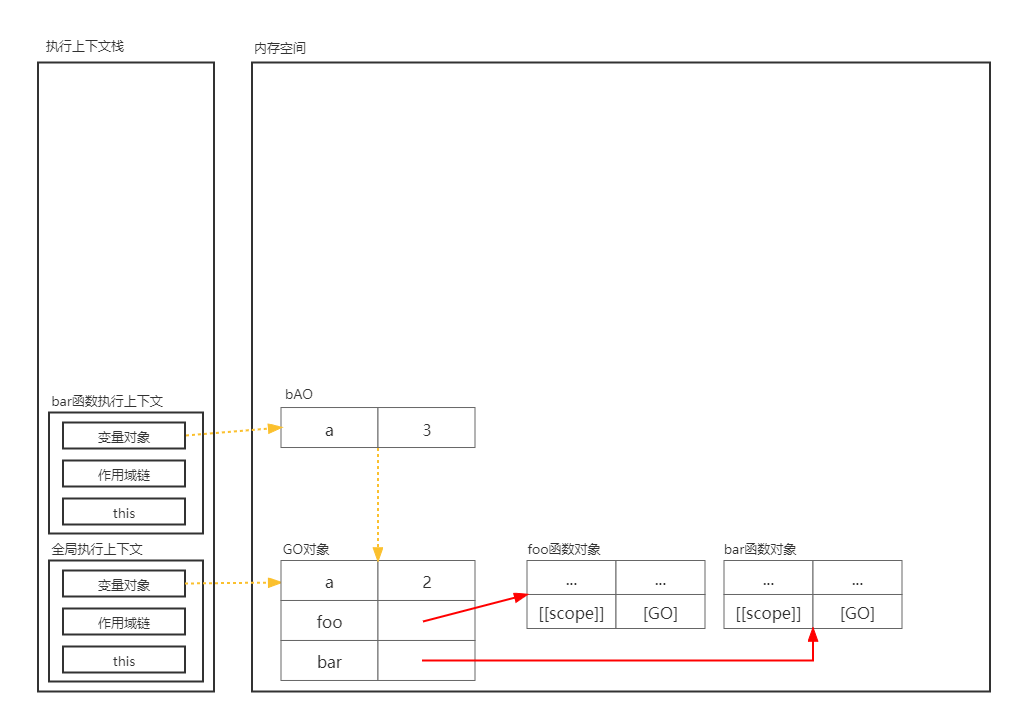 执行上下文栈
内存空间
bar函数执行上下文
变量对象
作用域链
this
全局执行上下文
变量对象
作用域链
this
bAO
a 3
GO对象
a 2
foo
bar
foo函数对象
... ...
[[scope]] [GO]
bar函数对象
... ...
[[scope]] [GO]